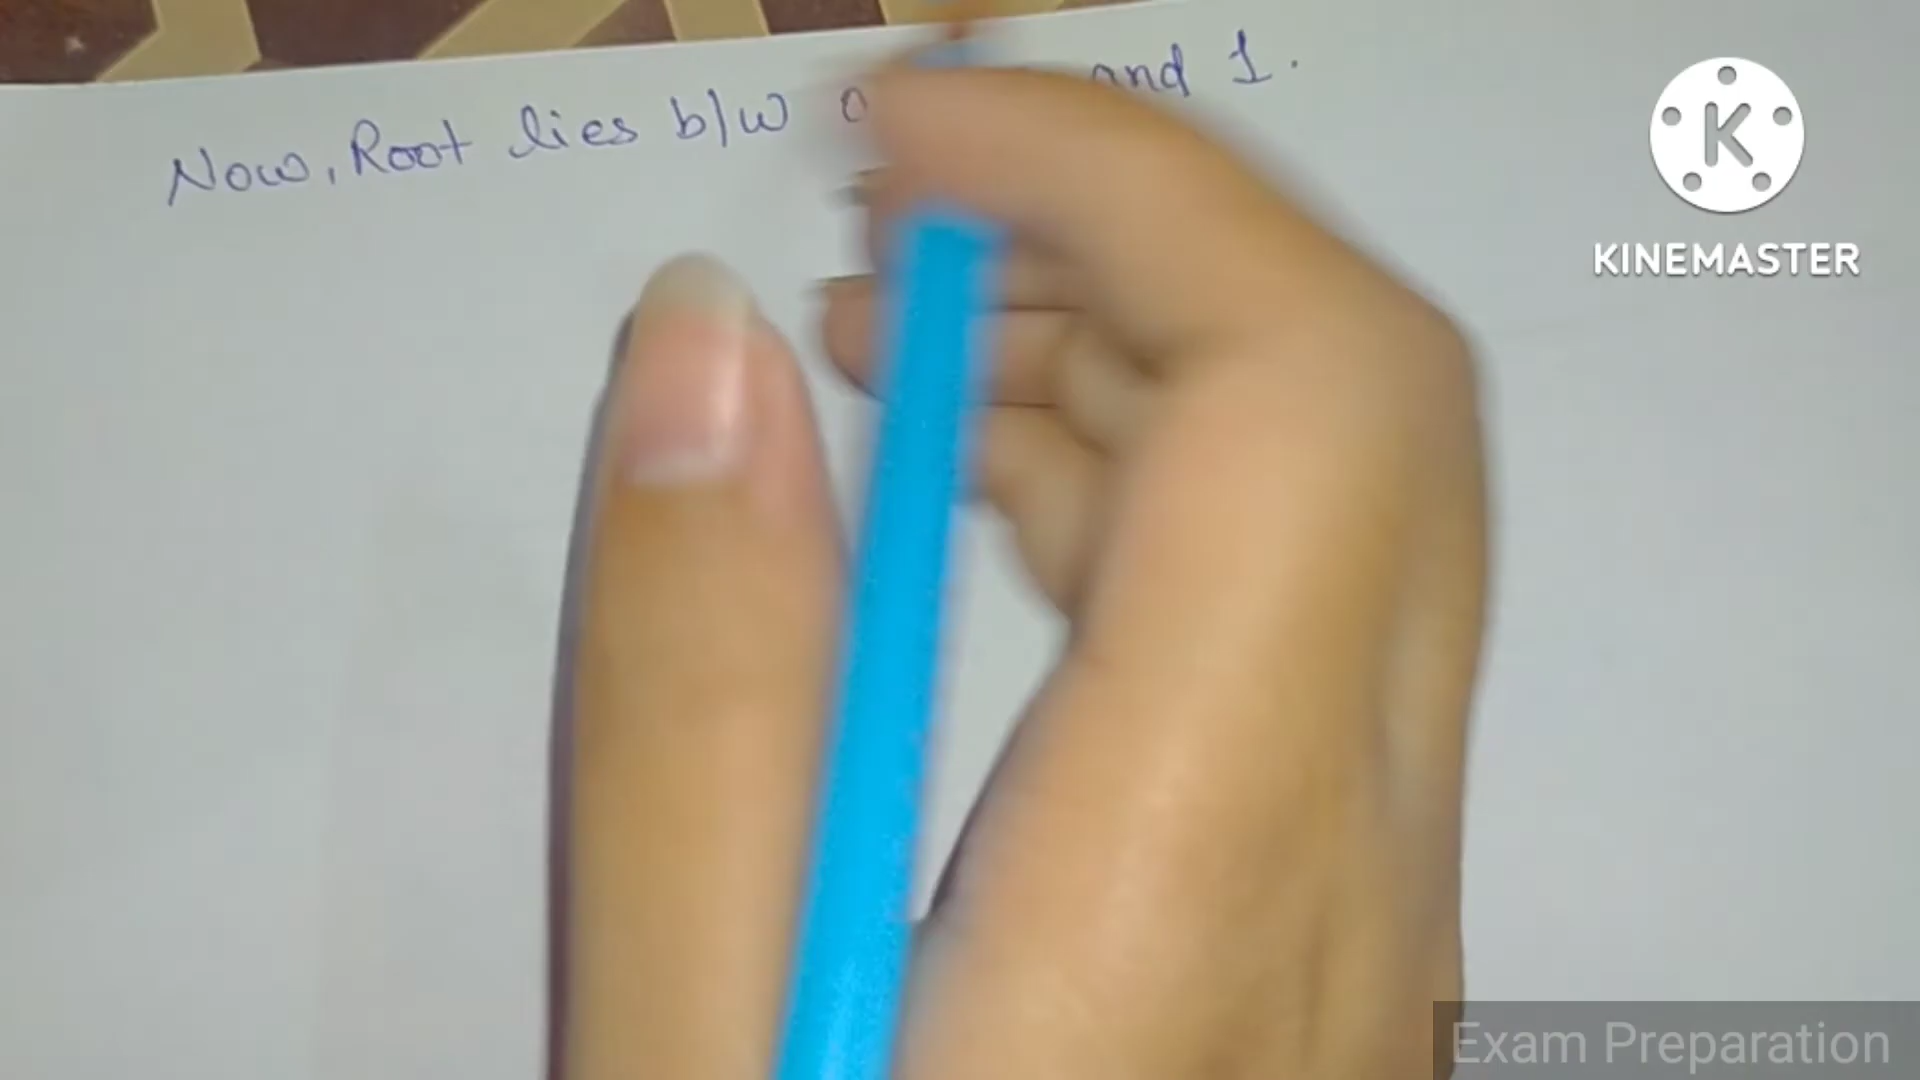 Now, Root lies b/w and 1.
K
KINEMASTER
Exam Preparation